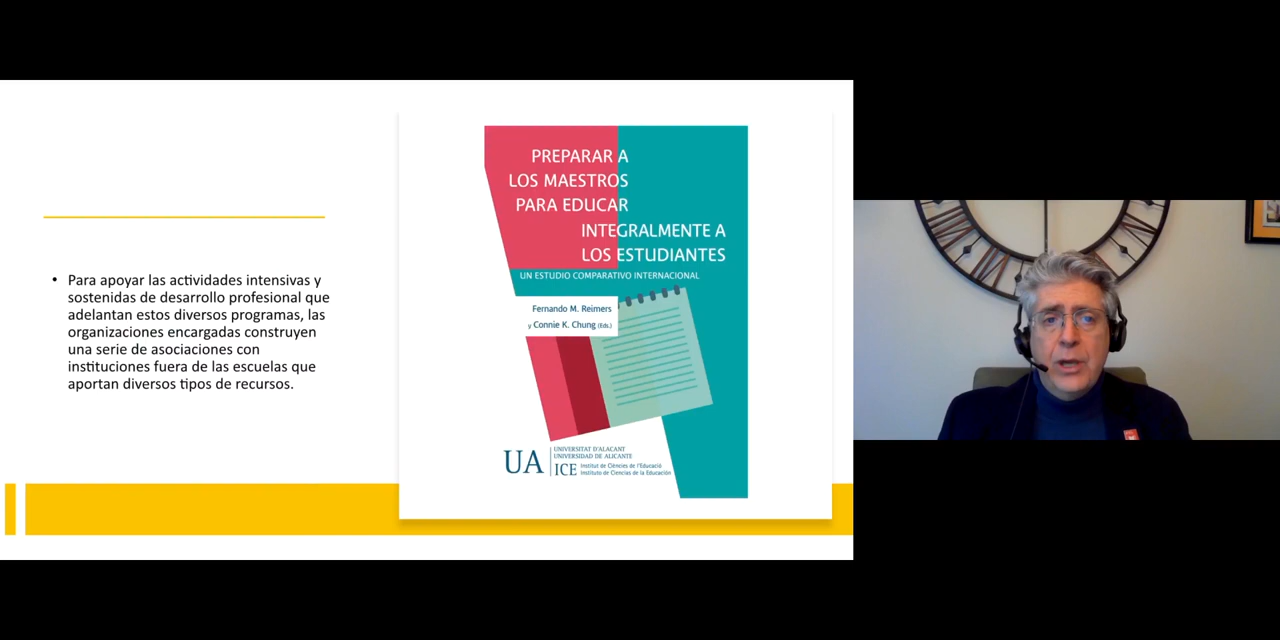 • Para apoyar las actividades intensivas y
sostenidas de desarrollo profesional que
adelantan estos diversos programas, las
organizaciones encargadas construyen
una serie de asociaciones con
instituciones fuera de las escuelas que
aportan diversos tipos de recursos.
PREPARAR A
LOS MAESTROS
PARA EDUCAR
INTEGRALMENTE A
LOS ESTUDIANTES
UN ESTUDIO COMPARATIVO INTERNACIONAL
Fernando M. Reimers
y Connie K. Chung (Eds.)
UA
UNIVERSITAT D'ALACANT
UNIVERSIDAD DE ALICANTE
ICE
Institut de Ciències de l'Educació
Instituto de Ciencias de la Educación